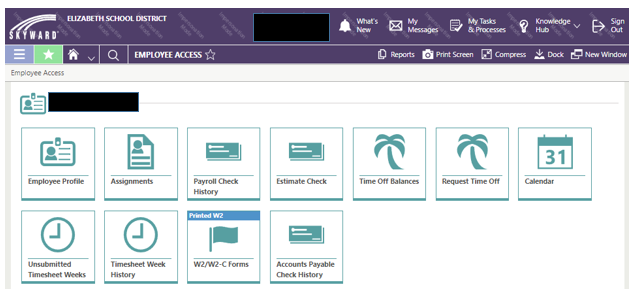 SKYWARD
ELIZABETH SCHOOL DISTRICT
What's
New
My
Messages
My Tasks
& Processes
Knowledge
Hub
Sign
Out
EMPLOYEE ACCESS
Reports
Print Screen
Compress
Dock
New Window
Employee Access
Employee Profile
Assignments
Payroll Check
History
Estimate Check
Time Off Balances
Request Time Off
31
Calendar
Unsubmitted
Timesheet Weeks
Timesheet Week
History
Printed W2
W2/W2-C Forms
Accounts Payable
Check History